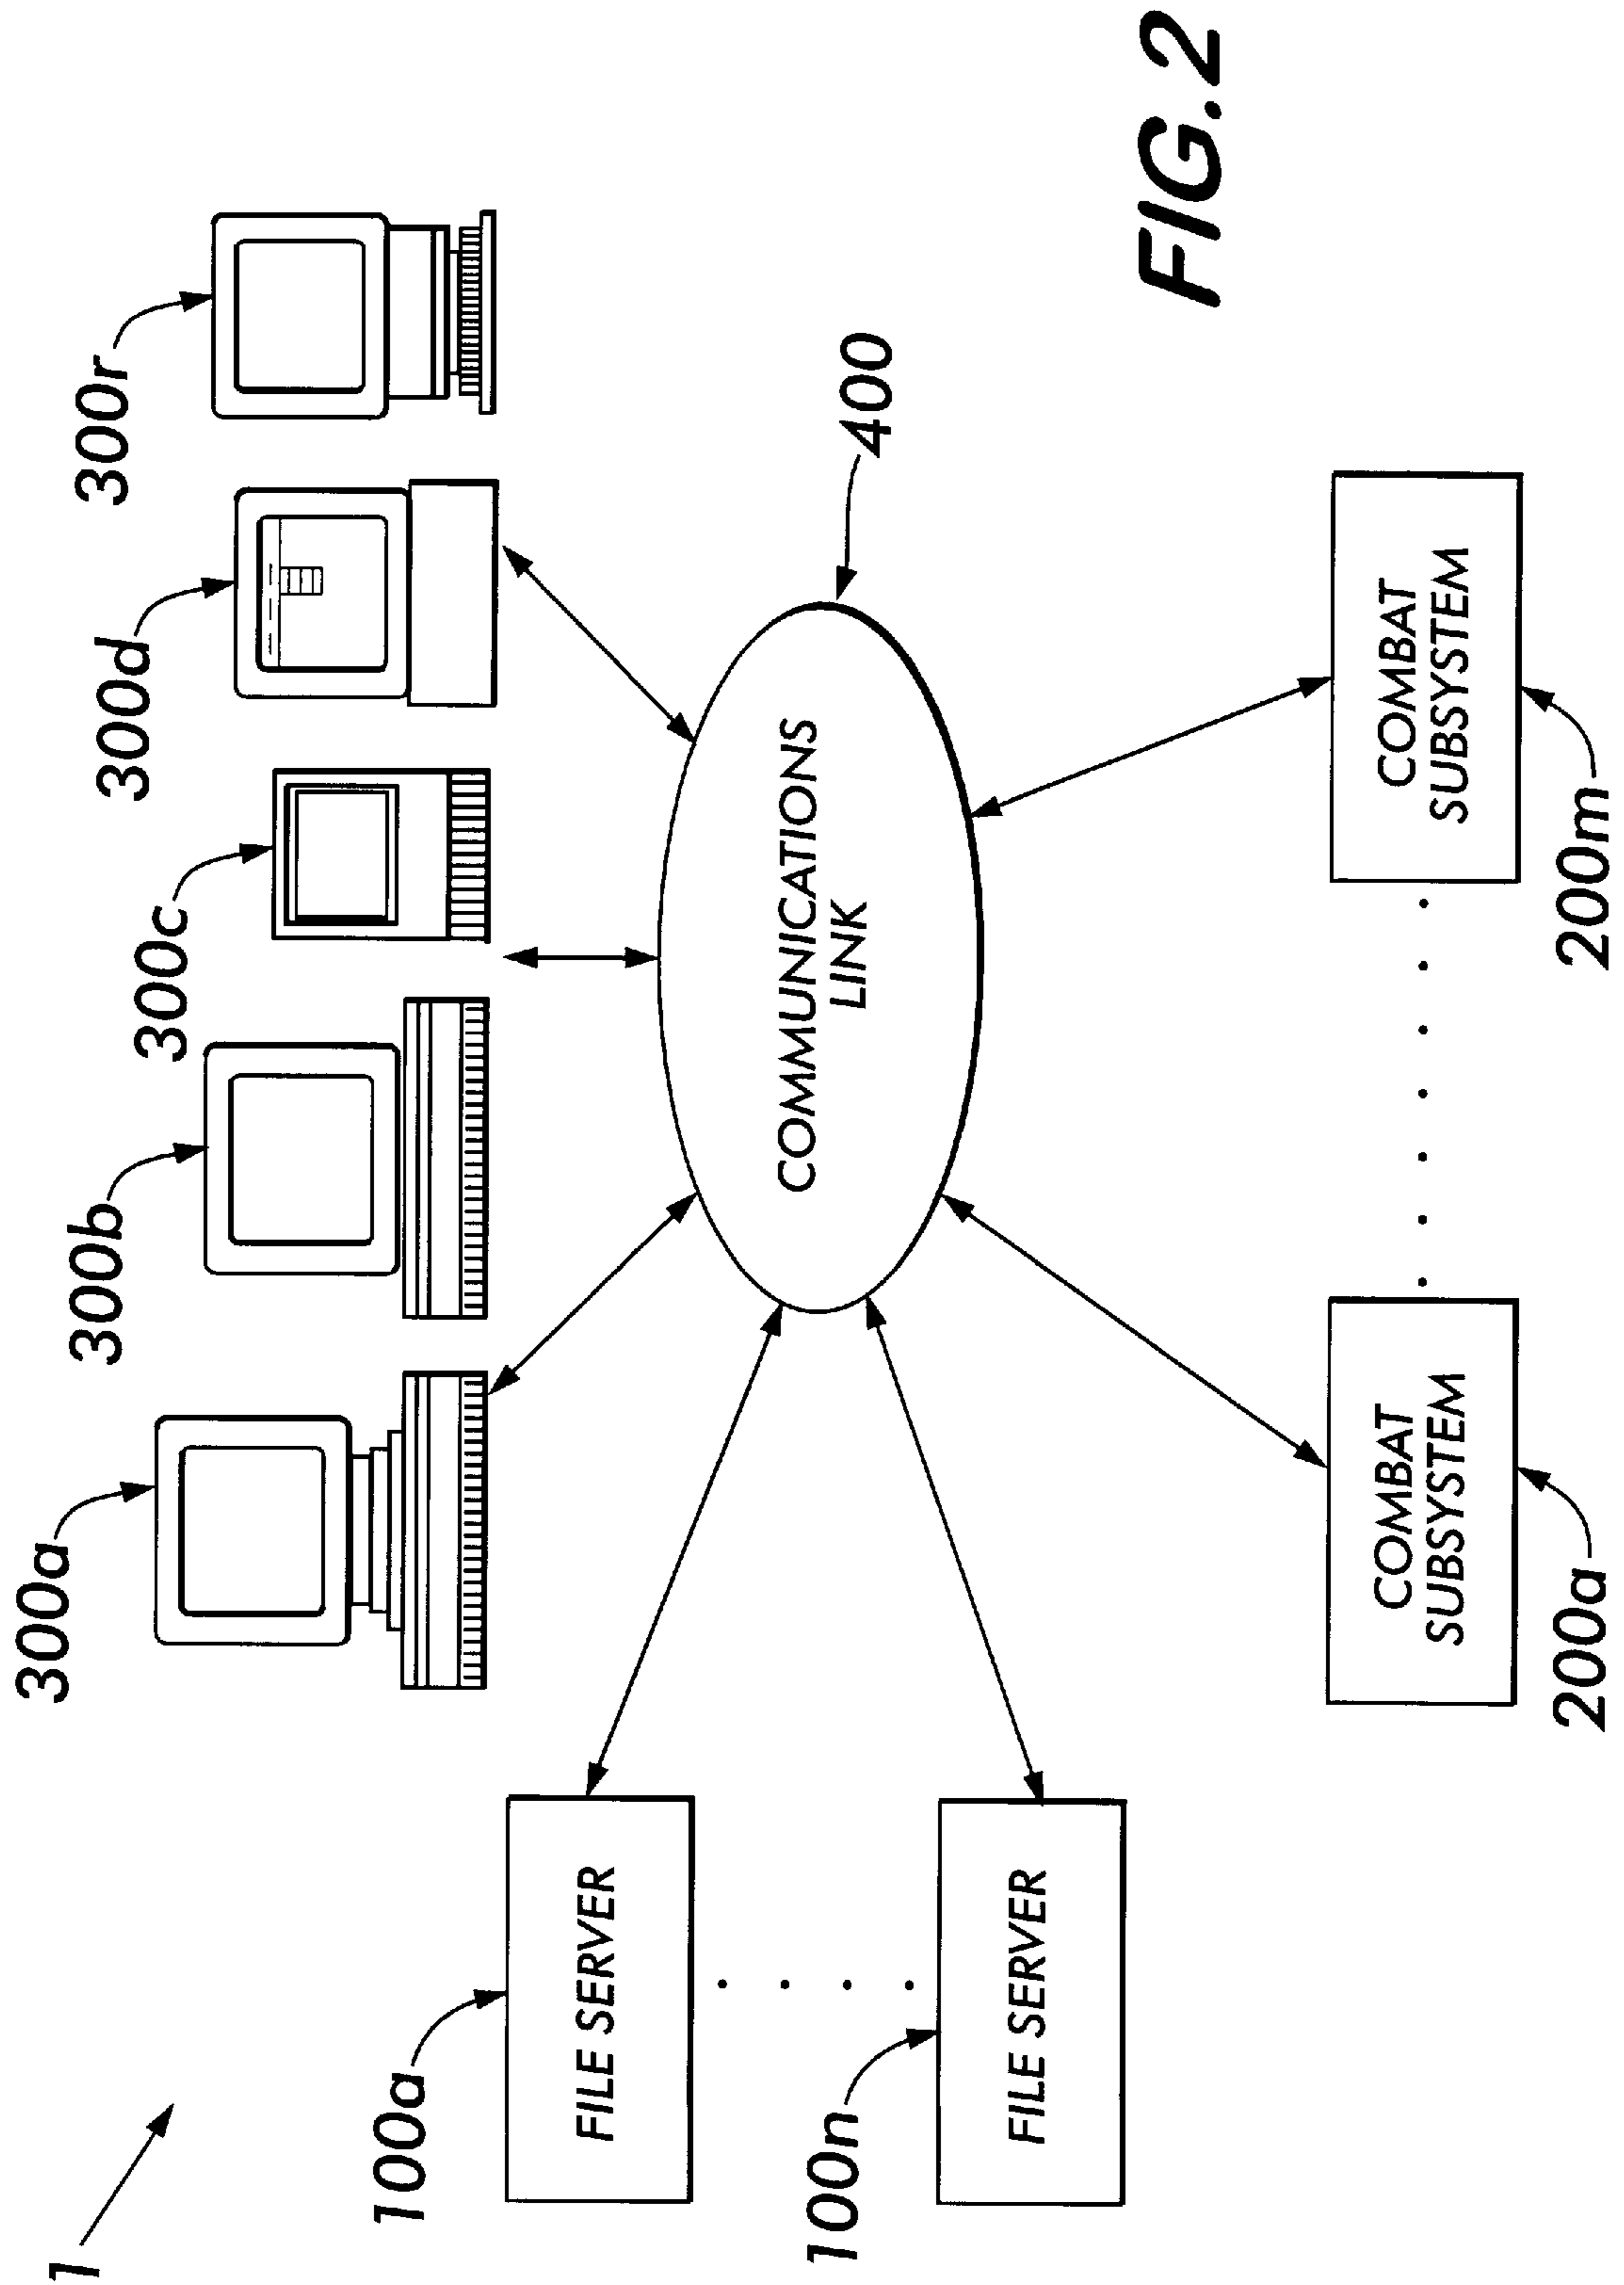 1
300a
300b
300c
300d
300r
100a
FILE SERVER
100n
FILE SERVER
COMMUNICATIONS
LINK
400
COMBAT
SUBSYSTEM
200a
COMBAT
SUBSYSTEM
200m
FIG.2